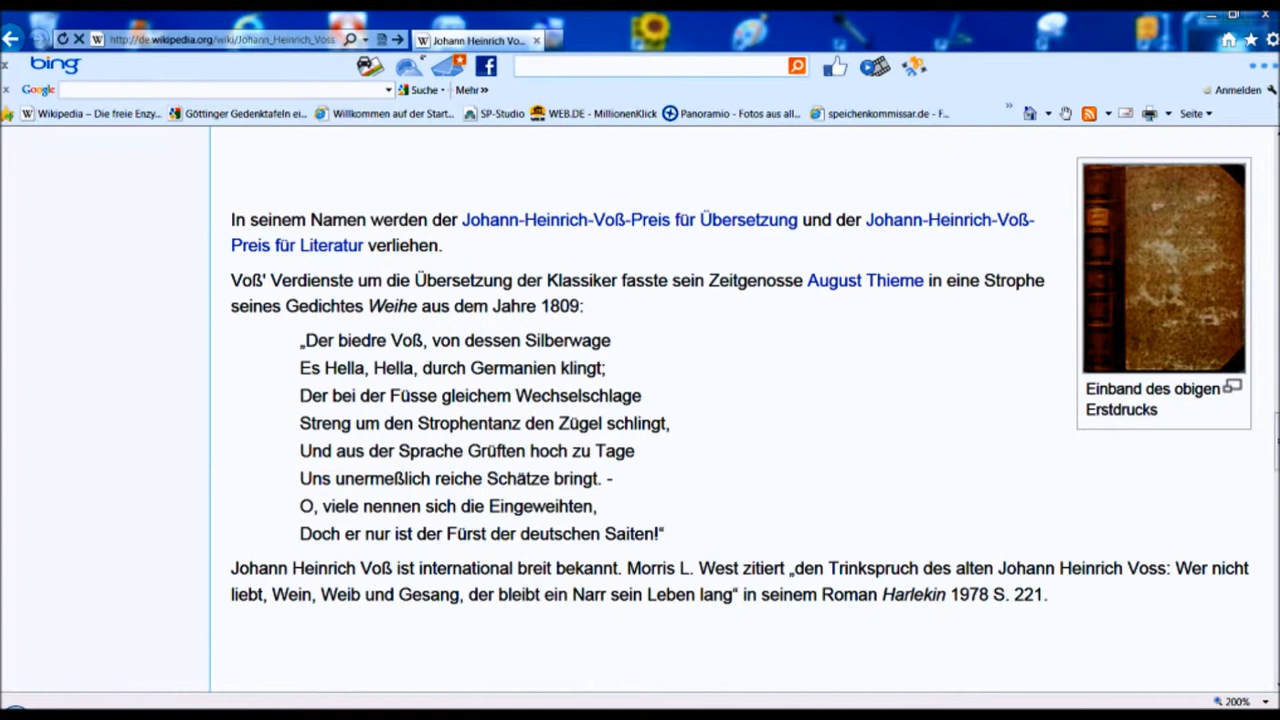 http://de.wikipedia.org/wiki/Johann_Heinrich_Voss
Johann Heinrich Vo...
bing
Google
Suche
Mehr »
Anmelden
Wikipedia – Die freie Enzy...
Göttinger Gedenktafeln ei...
Willkommen auf der Start...
SP-Studio
WEB.DE - MillionenKlick
Panoramio - Fotos aus all...
speichenkommissar.de - F...
»
Seite
In seinem Namen werden der Johann-Heinrich-Voß-Preis für Übersetzung und der Johann-Heinrich-Voß-
Preis für Literatur verliehen.
Voß' Verdienste um die Übersetzung der Klassiker fasste sein Zeitgenosse August Thieme in eine Strophe
seines Gedichtes Weihe aus dem Jahre 1809:
„Der biedre Voß, von dessen Silberwage
Es Hella, Hella, durch Germanien klingt;
Der bei der Füsse gleichem Wechselschlage
Streng um den Strophentanz den Zügel schlingt,
Und aus der Sprache Grüften hoch zu Tage
Uns unermeßlich reiche Schätze bringt. -
O, viele nennen sich die Eingeweihten,
Doch er nur ist der Fürst der deutschen Saiten!“
Einband des obigen
Erstdrucks
Johann Heinrich Voß ist international breit bekannt. Morris L. West zitiert „den Trinkspruch des alten Johann Heinrich Voss: Wer nicht
liebt, Wein, Weib und Gesang, der bleibt ein Narr sein Leben lang“ in seinem Roman Harlekin 1978 S. 221.
200%